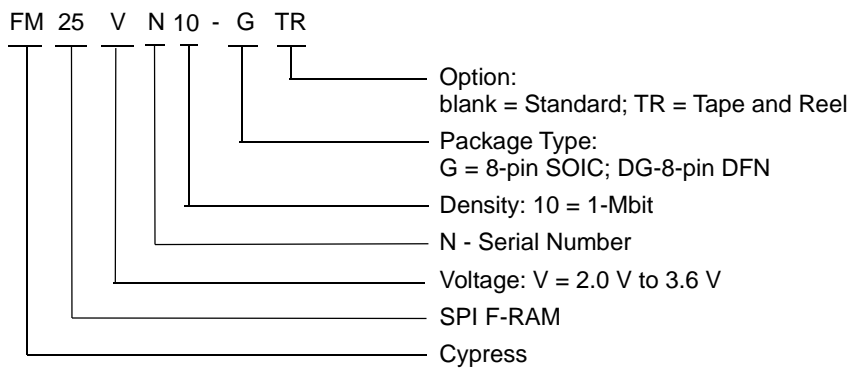 FM 25 V N 10 - G TR
Option:
blank = Standard; TR = Tape and Reel
Package Type:
G = 8-pin SOIC; DG-8-pin DFN
Density: 10 = 1-Mbit
N - Serial Number
Voltage: V = 2.0 V to 3.6 V
SPI F-RAM
Cypress